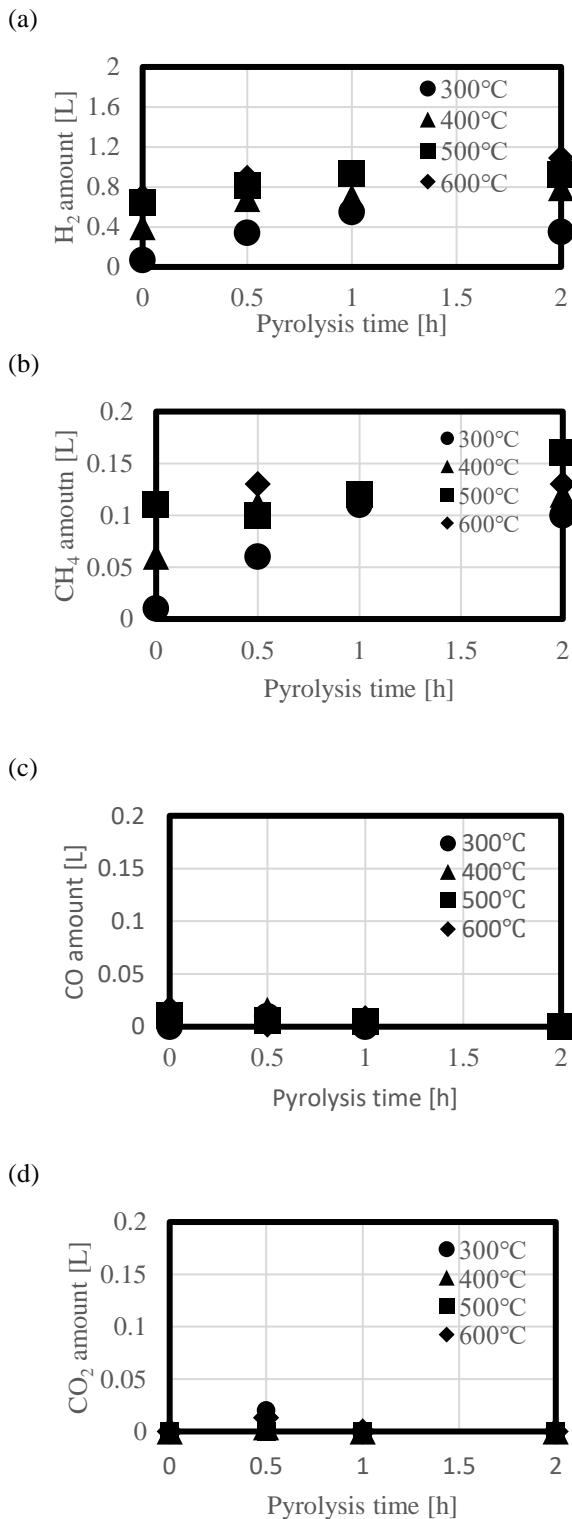 (a)
H2 amount [L]
2
1.6
1.2
0.8
0.4
0
300℃
400℃
500℃
600℃
0 0.5 1 1.5 2
Pyrolysis time [h]
(b)
CH4 amoutn [L]
0.2
0.15
0.1
0.05
0
300℃
400℃
500℃
600℃
0 0.5 1 1.5 2
Pyrolysis time [h]
(c)
CO amount [L]
0.2
0.15
0.1
0.05
0
300℃
400℃
500℃
600℃
0 0.5 1 1.5 2
Pyrolysis time [h]
(d)
CO2 amount [L]
0.2
0.15
0.1
0.05
0
300℃
400℃
500℃
600℃
0 0.5 1 1.5 2
Pyrolysis time [h]